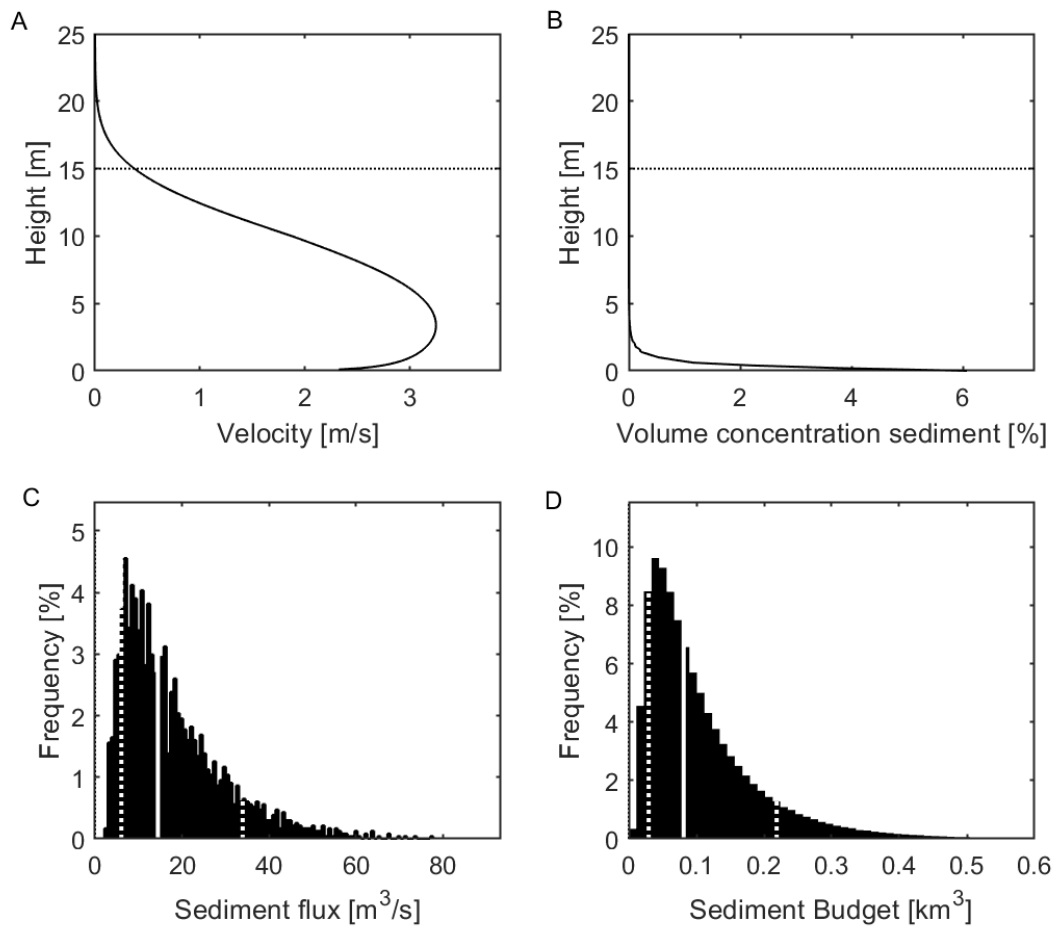 A
25
20
15
10
5
0
Height [m]
0 1 2 3
Velocity [m/s]
B
25
20
15
10
5
0
Height [m]
0 2 4 6
Volume concentration sediment [%]
C
5
4
3
2
1
0
Frequency [%]
0 20 40 60 80
Sediment flux [m³/s]
D
10
8
6
4
2
0
Frequency [%]
0 0.1 0.2 0.3 0.4 0.5 0.6
Sediment Budget [km³]